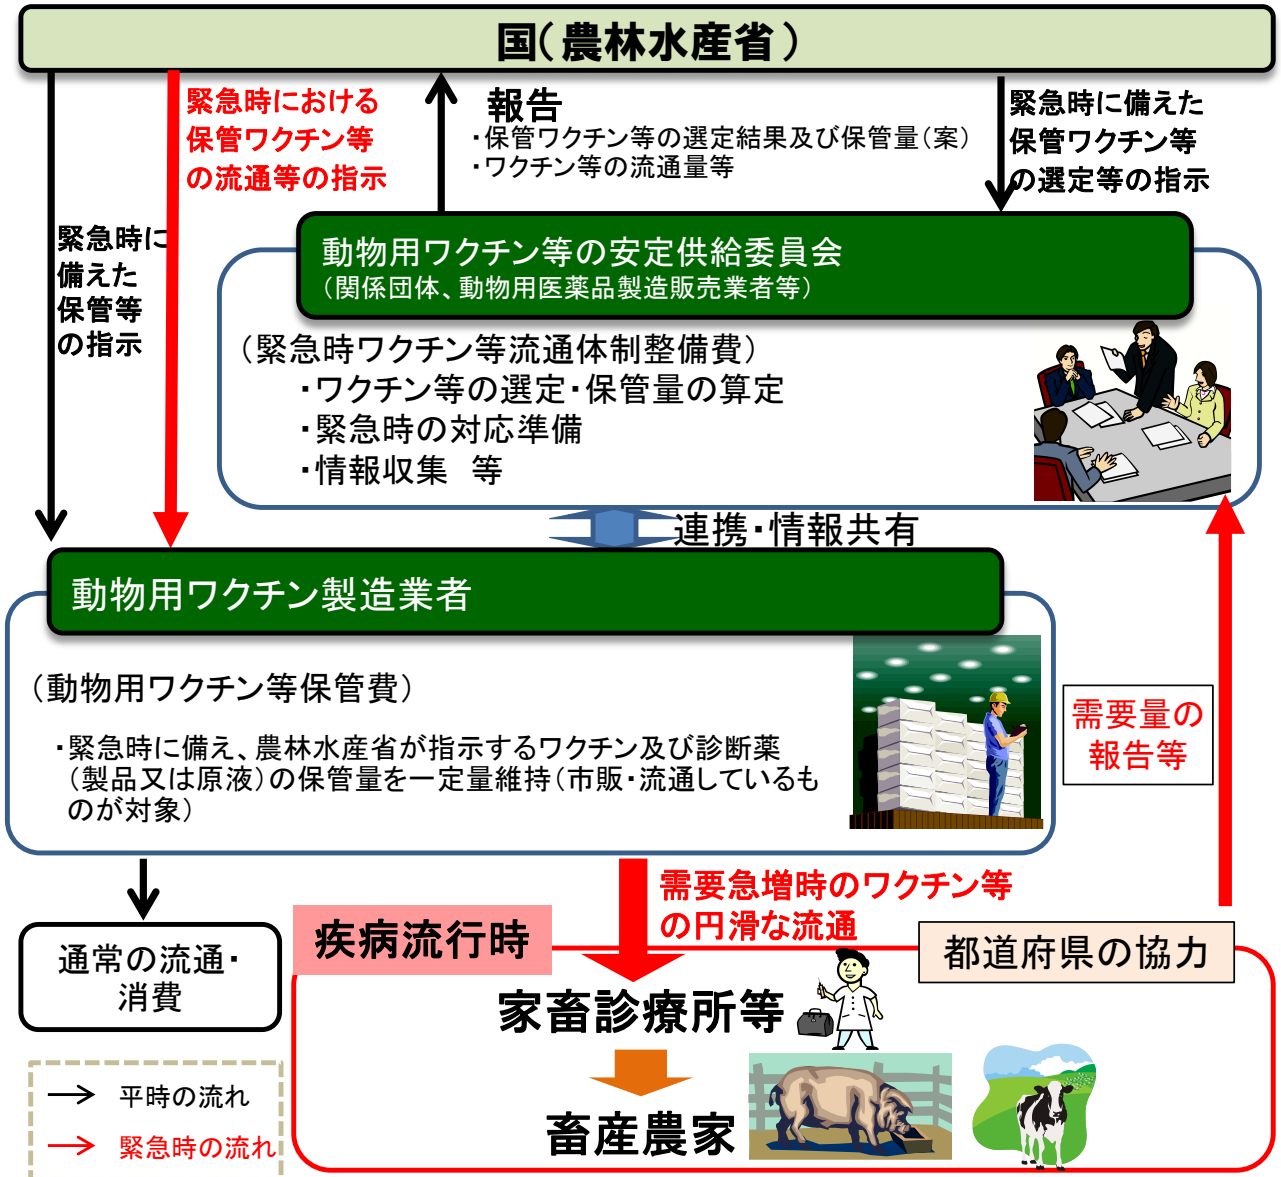 国（農林水産省）
緊急時における
保管ワクチン等
の流通等の指示
報告
・保管ワクチン等の選定結果及び保管量（案）
・ワクチン等の流通量等
緊急時に備えた
保管ワクチン等
の選定等の指示
緊急時に
備えた
保管等
の指示
動物用ワクチン等の安定供給委員会
（関係団体、動物用医薬品製造販売業者等）
（緊急時ワクチン等流通体制整備費）
・ワクチン等の選定・保管量の算定
・緊急時の対応準備
・情報収集　等
連携・情報共有
動物用ワクチン製造業者
（動物用ワクチン等保管費）
・緊急時に備え、農林水産省が指示するワクチン及び診断薬
（製品又は原液）の保管量を一定量維持（市販・流通しているも
のが対象）
需要量の
報告等
需要急増時のワクチン等
の円滑な流通
疾病流行時
都道府県の協力
通常の流通・
消費
家畜診療所等
畜産農家
平時の流れ
緊急時の流れ